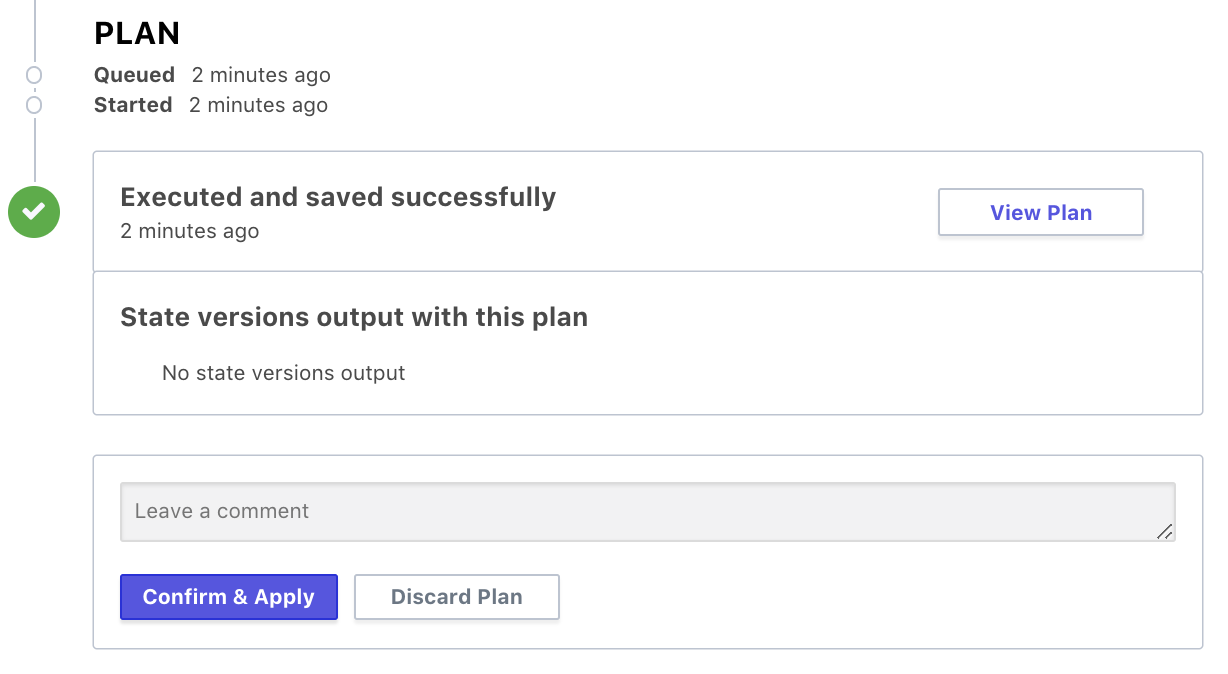 PLAN
Queued 2 minutes ago
Started 2 minutes ago
Executed and saved successfully
2 minutes ago
View Plan
State versions output with this plan
No state versions output
Leave a comment
Confirm & Apply Discard Plan